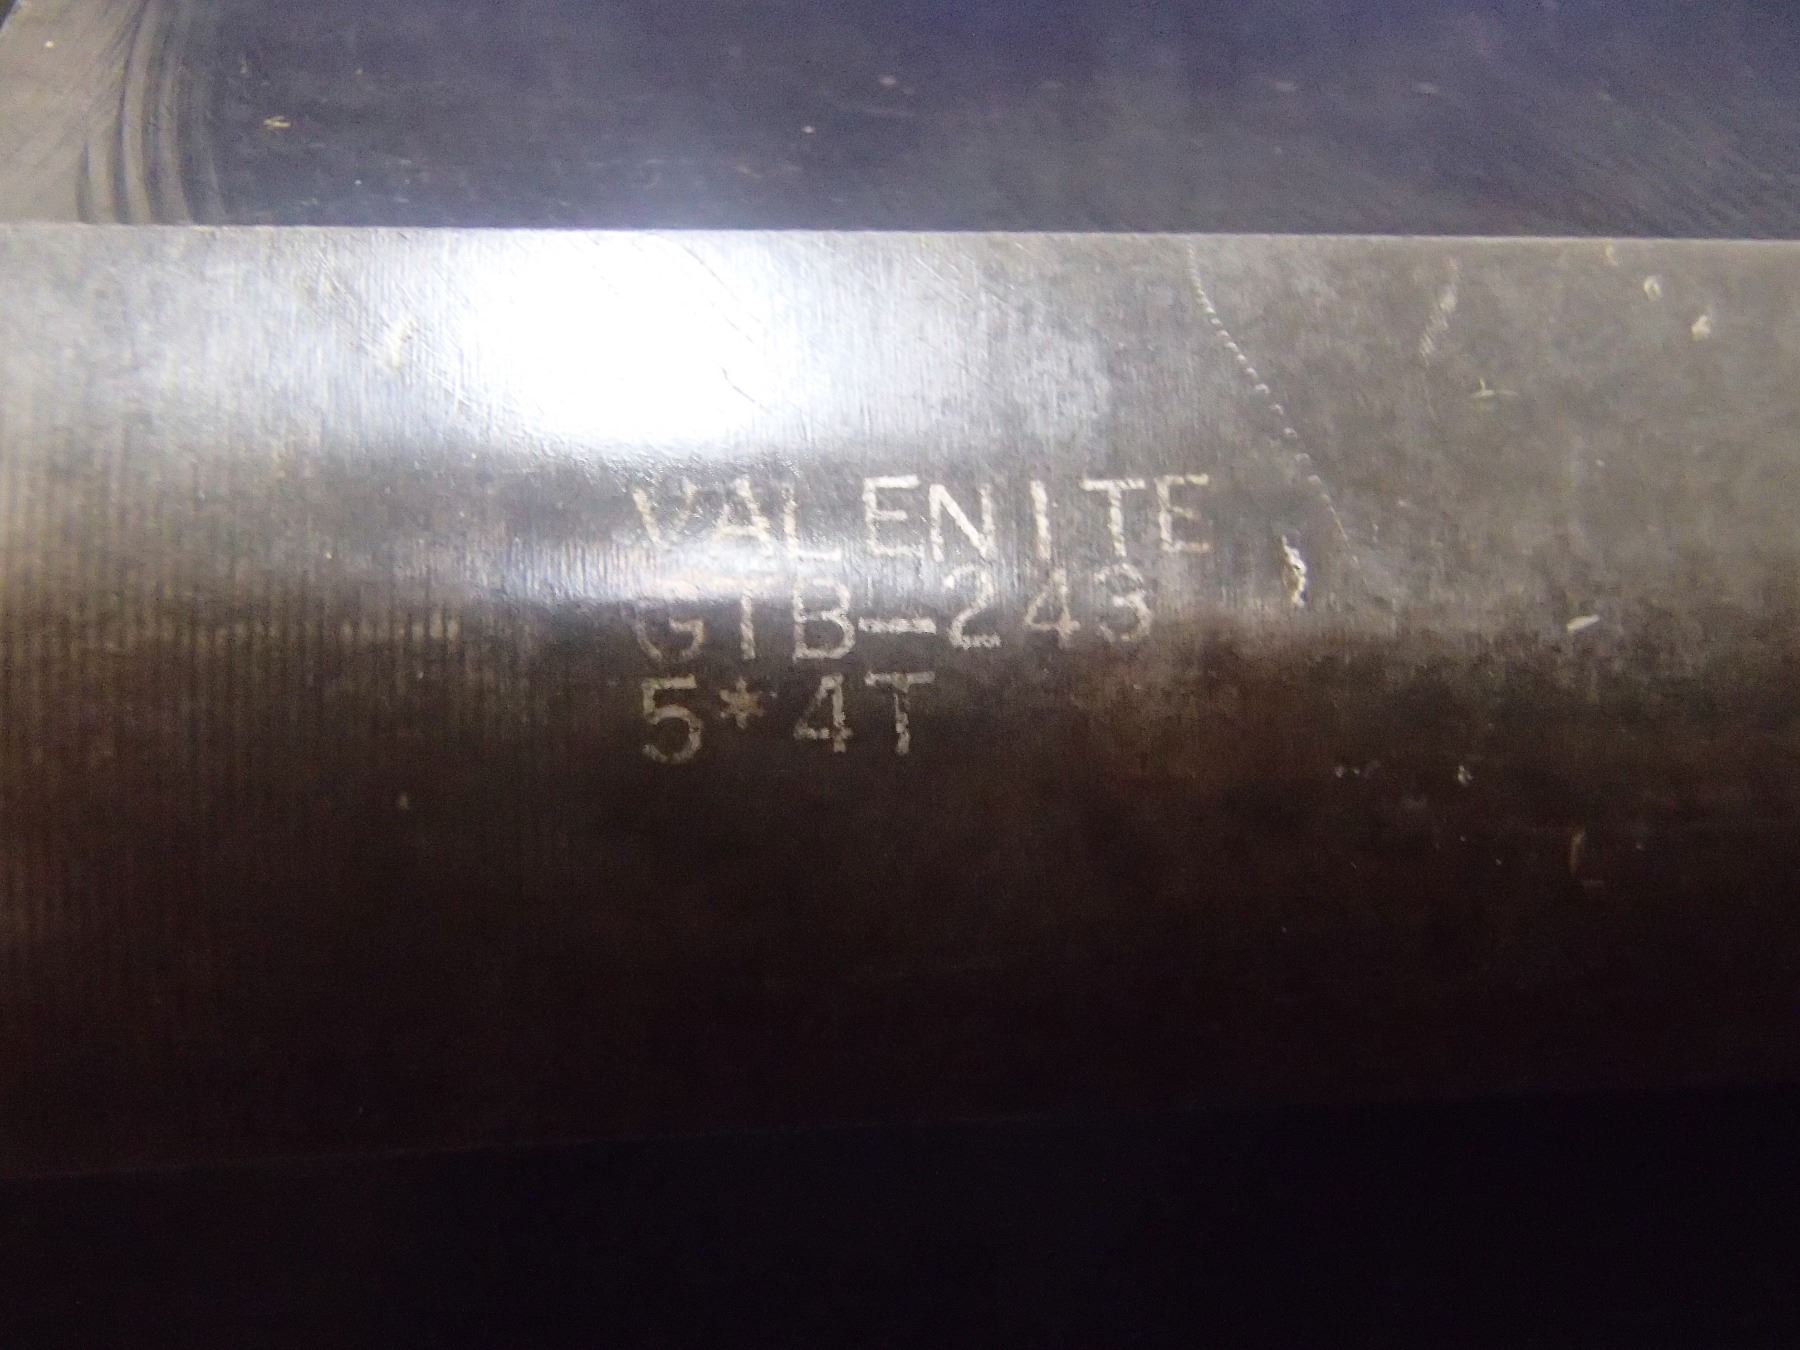 VALENITE
GTB-243
5*4T